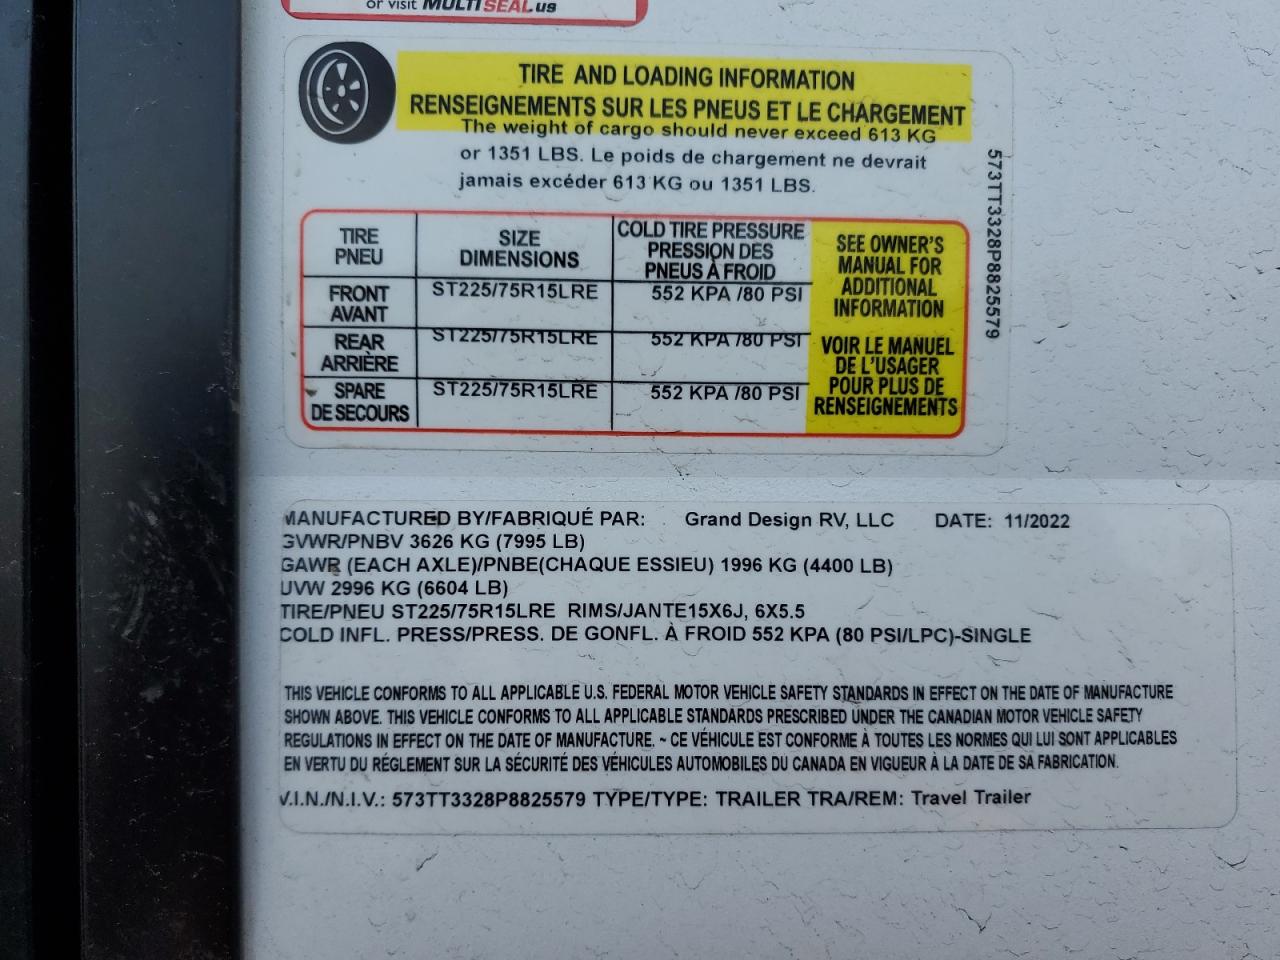 or visit MULTISEAL.us
TIRE AND LOADING INFORMATION
RENSEIGNEMENTS SUR LES PNEUS ET LE CHARGEMENT
The weight of cargo should never exceed 613 KG
or 1351 LBS. Le poids de chargement ne devrait
jamais excéder 613 KG ou 1351 LBS.
573TT3328P8825579
TIRE
PNEU
SIZE
DIMENSIONS
COLD TIRE PRESSURE
PRESSION DES
PNEUS À FROID
FRONT
AVANT
ST225/75R15LRE
552 KPA /80 PSI
REAR
ARRIÈRE
ST225/75R15LRE
552 KPA /80 PSI
SPARE
DE SECOURS
ST225/75R15LRE
552 KPA /80 PSI
SEE OWNER'S
MANUAL FOR
ADDITIONAL
INFORMATION
VOIR LE MANUEL
DE L'USAGER
POUR PLUS DE
RENSEIGNEMENTS
MANUFACTURED BY/FABRIQUÉ PAR: Grand Design RV, LLC DATE: 11/2022
GVWR/PNBV 3626 KG (7995 LB)
GAWR (EACH AXLE)/PNBE(CHAQUE ESSIEU) 1996 KG (4400 LB)
UVW 2996 KG (6604 LB)
TIRE/PNEU ST225/75R15LRE RIMS/JANTE15X6J, 6X5.5
COLD INFL. PRESS/PRESS. DE GONFL. À FROID 552 KPA (80 PSI/LPC)-SINGLE
THIS VEHICLE CONFORMS TO ALL APPLICABLE U.S. FEDERAL MOTOR VEHICLE SAFETY STANDARDS IN EFFECT ON THE DATE OF MANUFACTURE
SHOWN ABOVE. THIS VEHICLE CONFORMS TO ALL APPLICABLE STANDARDS PRESCRIBED UNDER THE CANADIAN MOTOR VEHICLE SAFETY
REGULATIONS IN EFFECT ON THE DATE OF MANUFACTURE. ~ CE VÉHICULE EST CONFORME À TOUTES LES NORMES QUI LUI SONT APPLICABLES
EN VERTU DU RÉGLEMENT SUR LA SÉCURITÉ DES VÉHICULES AUTOMOBILES DU CANADA EN VIGUEUR À LA DATE DE SA FABRICATION.
V.I.N./N.I.V.: 573TT3328P8825579 TYPE/TYPE: TRAILER TRA/REM: Travel Trailer